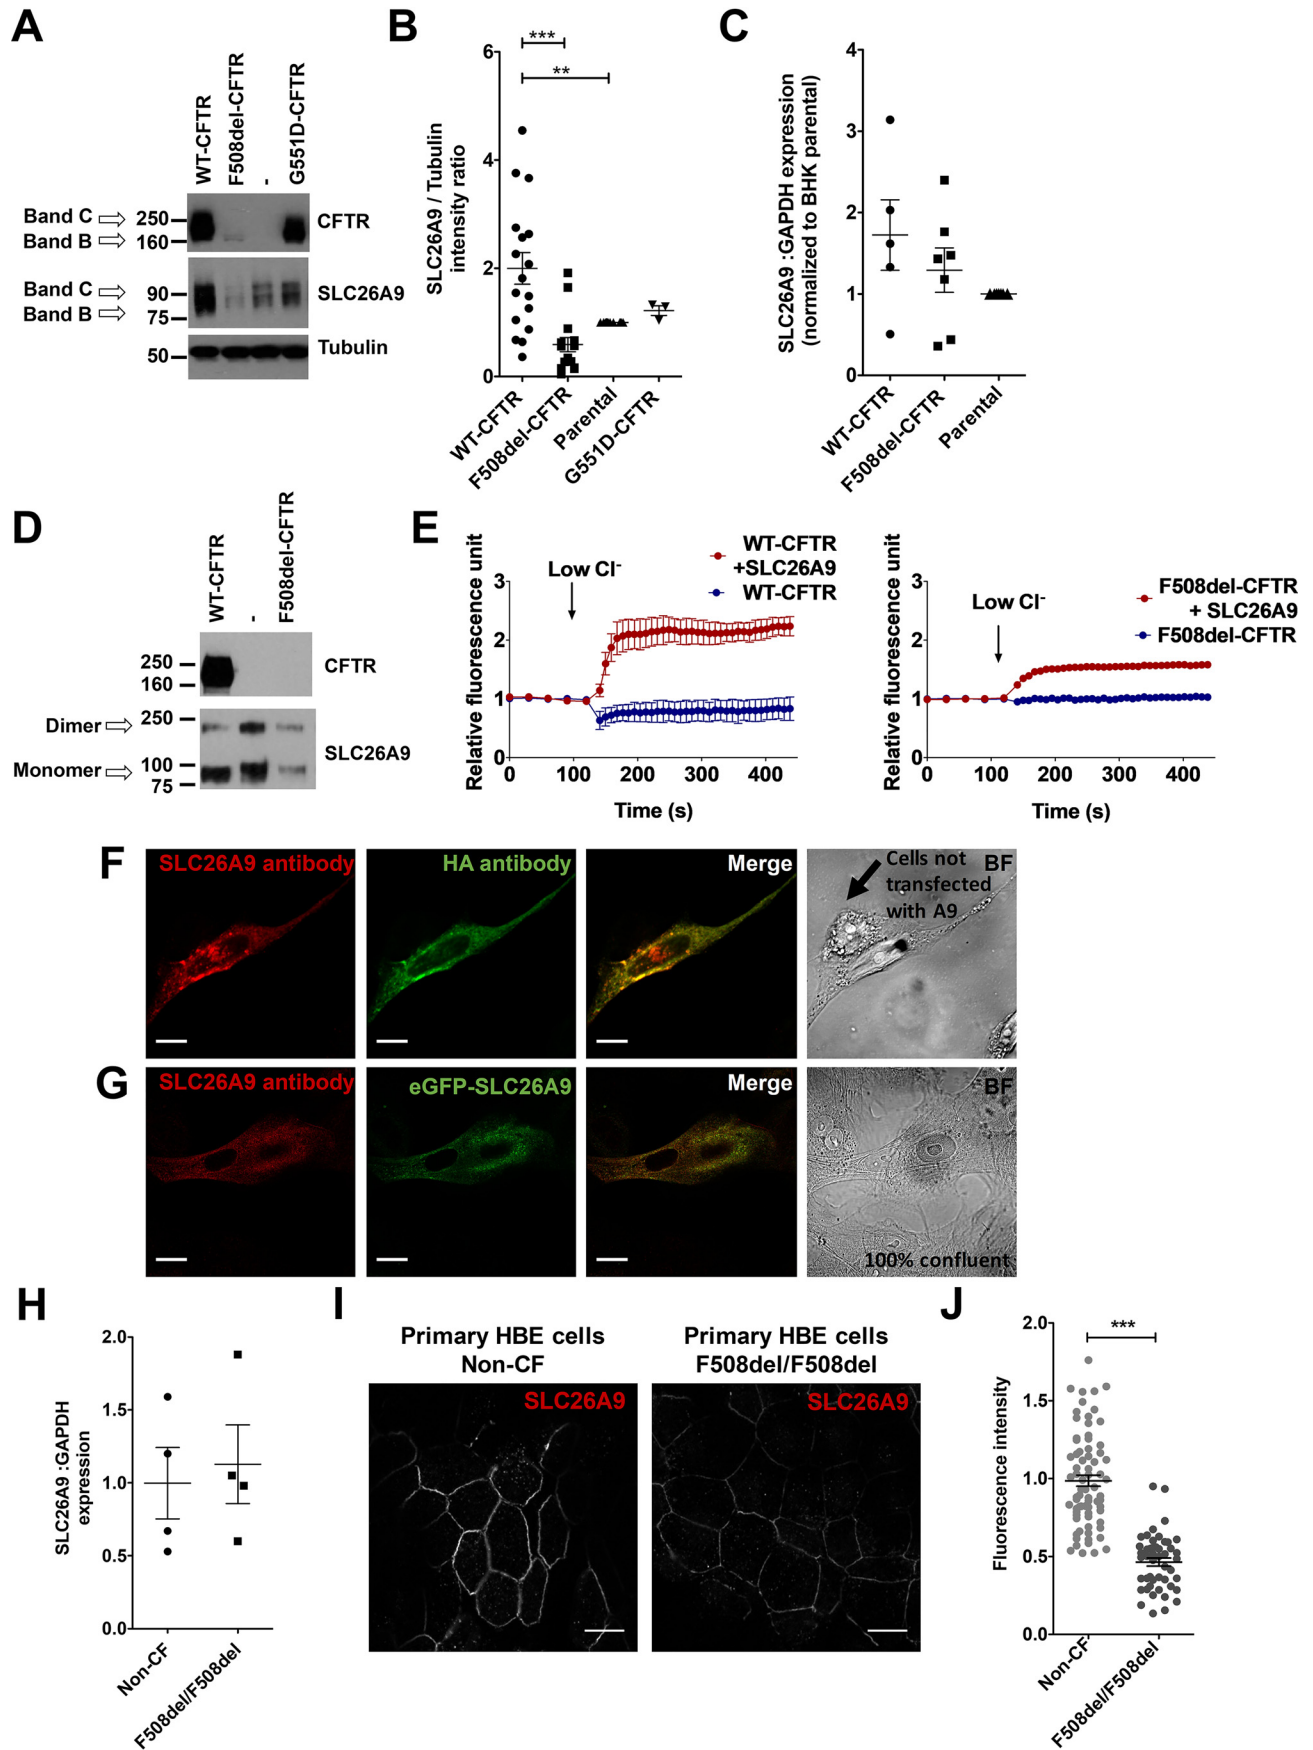 A
WT-CFTR
F508del-CFTR
-
G551D-CFTR
Band C
250
CFTR
Band B
160
Band C
90
SLC26A9
Band B
75
50
Tubulin
B
***
**
6
4
2
0
SLC26A9 / Tubulin
intensity ratio
WT-CFTR
F508del-CFTR
Parental
G551D-CFTR
C
4
3
2
1
0
SLC26A9 :GAPDH expression
(normalized to BHK parental)
WT-CFTR
F508del-CFTR
Parental
D
WT-CFTR
-
F508del-CFTR
250
160
CFTR
Dimer
250
SLC26A9
Monomer
100
75
E
Relative fluorescence unit
3
2
1
0
Low Cl-
WT-CFTR
+SLC26A9
WT-CFTR
0 100 200 300 400
Time (s)
Relative fluorescence unit
3
2
1
0
Low Cl-
F508del-CFTR
+ SLC26A9
F508del-CFTR
0 100 200 300 400
Time (s)
F
SLC26A9 antibody
HA antibody
Merge
BF
Cells not
transfected
with A9
G
SLC26A9 antibody
eGFP-SLC26A9
Merge
BF
100% confluent
H
2.0
1.5
1.0
0.5
0.0
SLC26A9 :GAPDH
expression
Non-CF
F508del/F508del
I
Primary HBE cells
Non-CF
SLC26A9
Primary HBE cells
F508del/F508del
SLC26A9
J
***
2.0
1.5
1.0
0.5
0.0
Fluorescence intensity
Non-CF
F508del/F508del